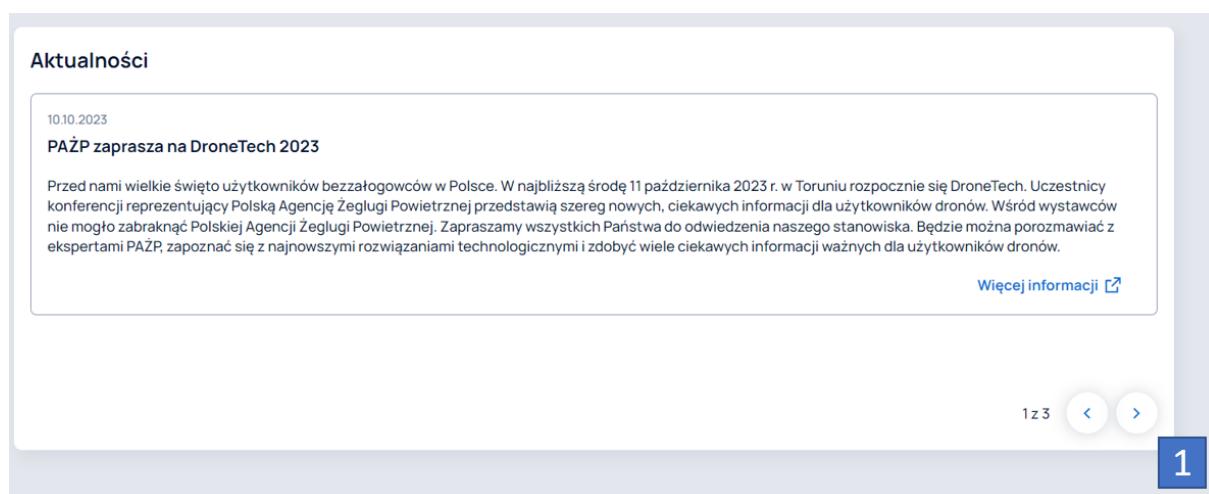 Aktualności
10.10.2023
PAŻP zaprasza na DroneTech 2023
Przed nami wielkie święto użytkowników bezzałogowców w Polsce. W najbliższą środę 11 października 2023 r. w Toruniu rozpocznie się DroneTech. Uczestnicy
konferencji reprezentujący Polską Agencję Żeglugi Powietrznej przedstawią szereg nowych, ciekawych informacji dla użytkowników dronów. Wśród wystawców
nie mogło zabraknąć Polskiej Agencji Żeglugi Powietrznej. Zapraszamy wszystkich Państwa do odwiedzenia naszego stanowiska. Będzie można porozmawiać z
ekspertami PAŻP, zapoznać się z najnowszymi rozwiązaniami technologicznymi i zdobyć wiele ciekawych informacji ważnych dla użytkowników dronów.
Więcej informacji
1 z 3
1